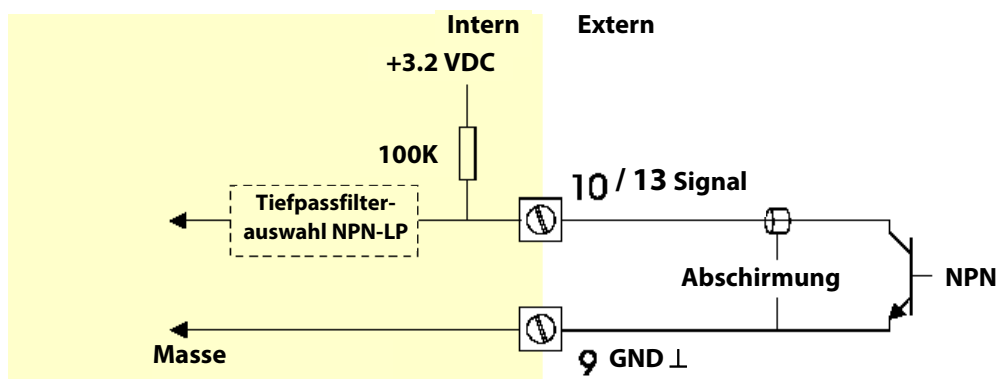 Intern
Extern
+3.2 VDC
100K
10 / 13 Signal
Tiefpassfilter-
auswahl NPN-LP
Abschirmung
NPN
Masse
9 GND ⊥